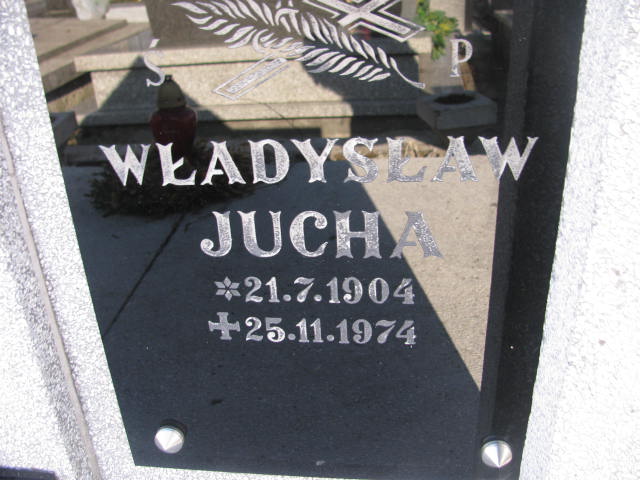 Ś P
WŁADYSŁAW
JUCHA
✲21.7.1904
✝25.11.1974